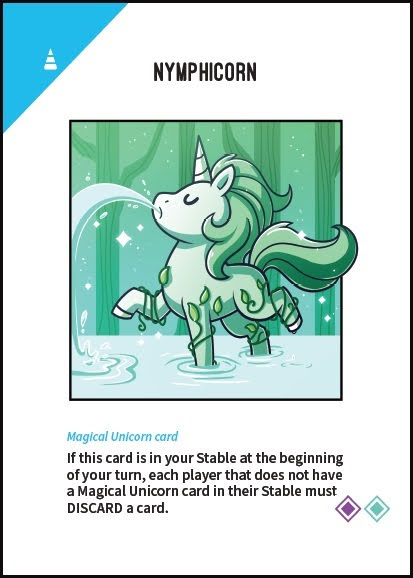 NYMPHICORN
Magical Unicorn card
If this card is in your Stable at the beginning
of your turn, each player that does not have
a Magical Unicorn card in their Stable must
DISCARD a card.